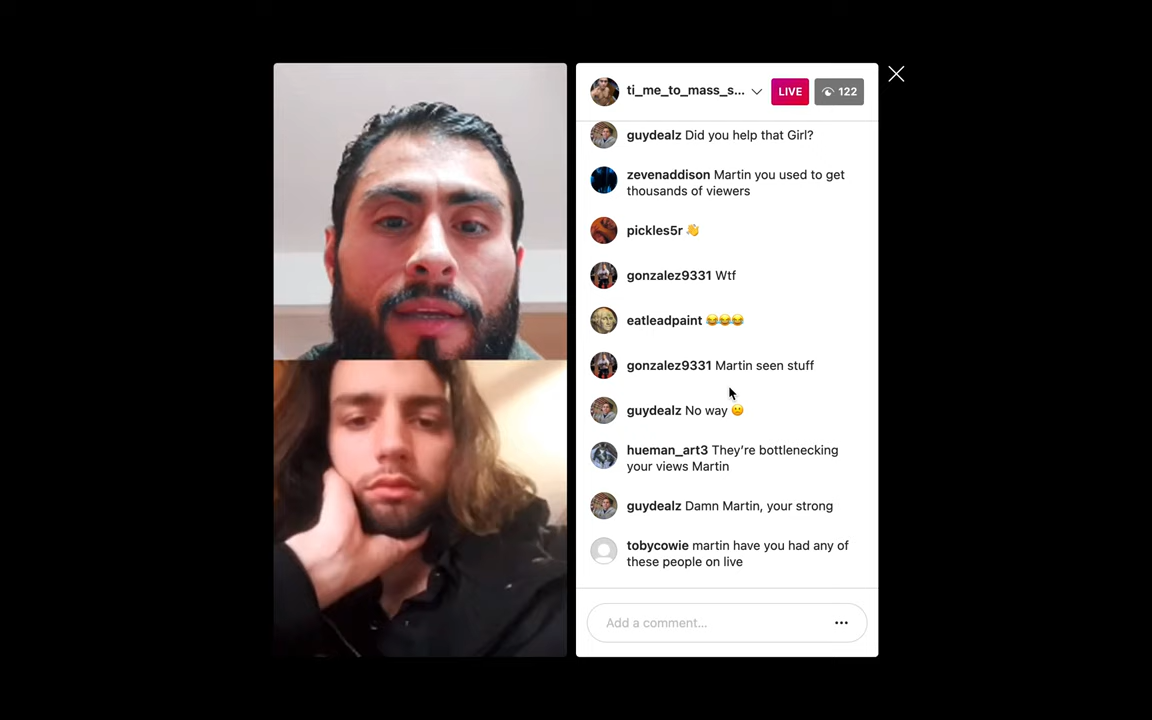 ti_me_to_mass_s... LIVE 122
guydealz Did you help that Girl?
zevenaddison Martin you used to get
thousands of viewers
pickles5r 👋
gonzalez9331 Wtf
eatleadpaint 😂😂😂
gonzalez9331 Martin seen stuff
guydealz No way 🫤
hueman_art3 They're bottlenecking
your views Martin
guydealz Damn Martin, your strong
tobycowie martin have you had any of
these people on live
Add a comment...